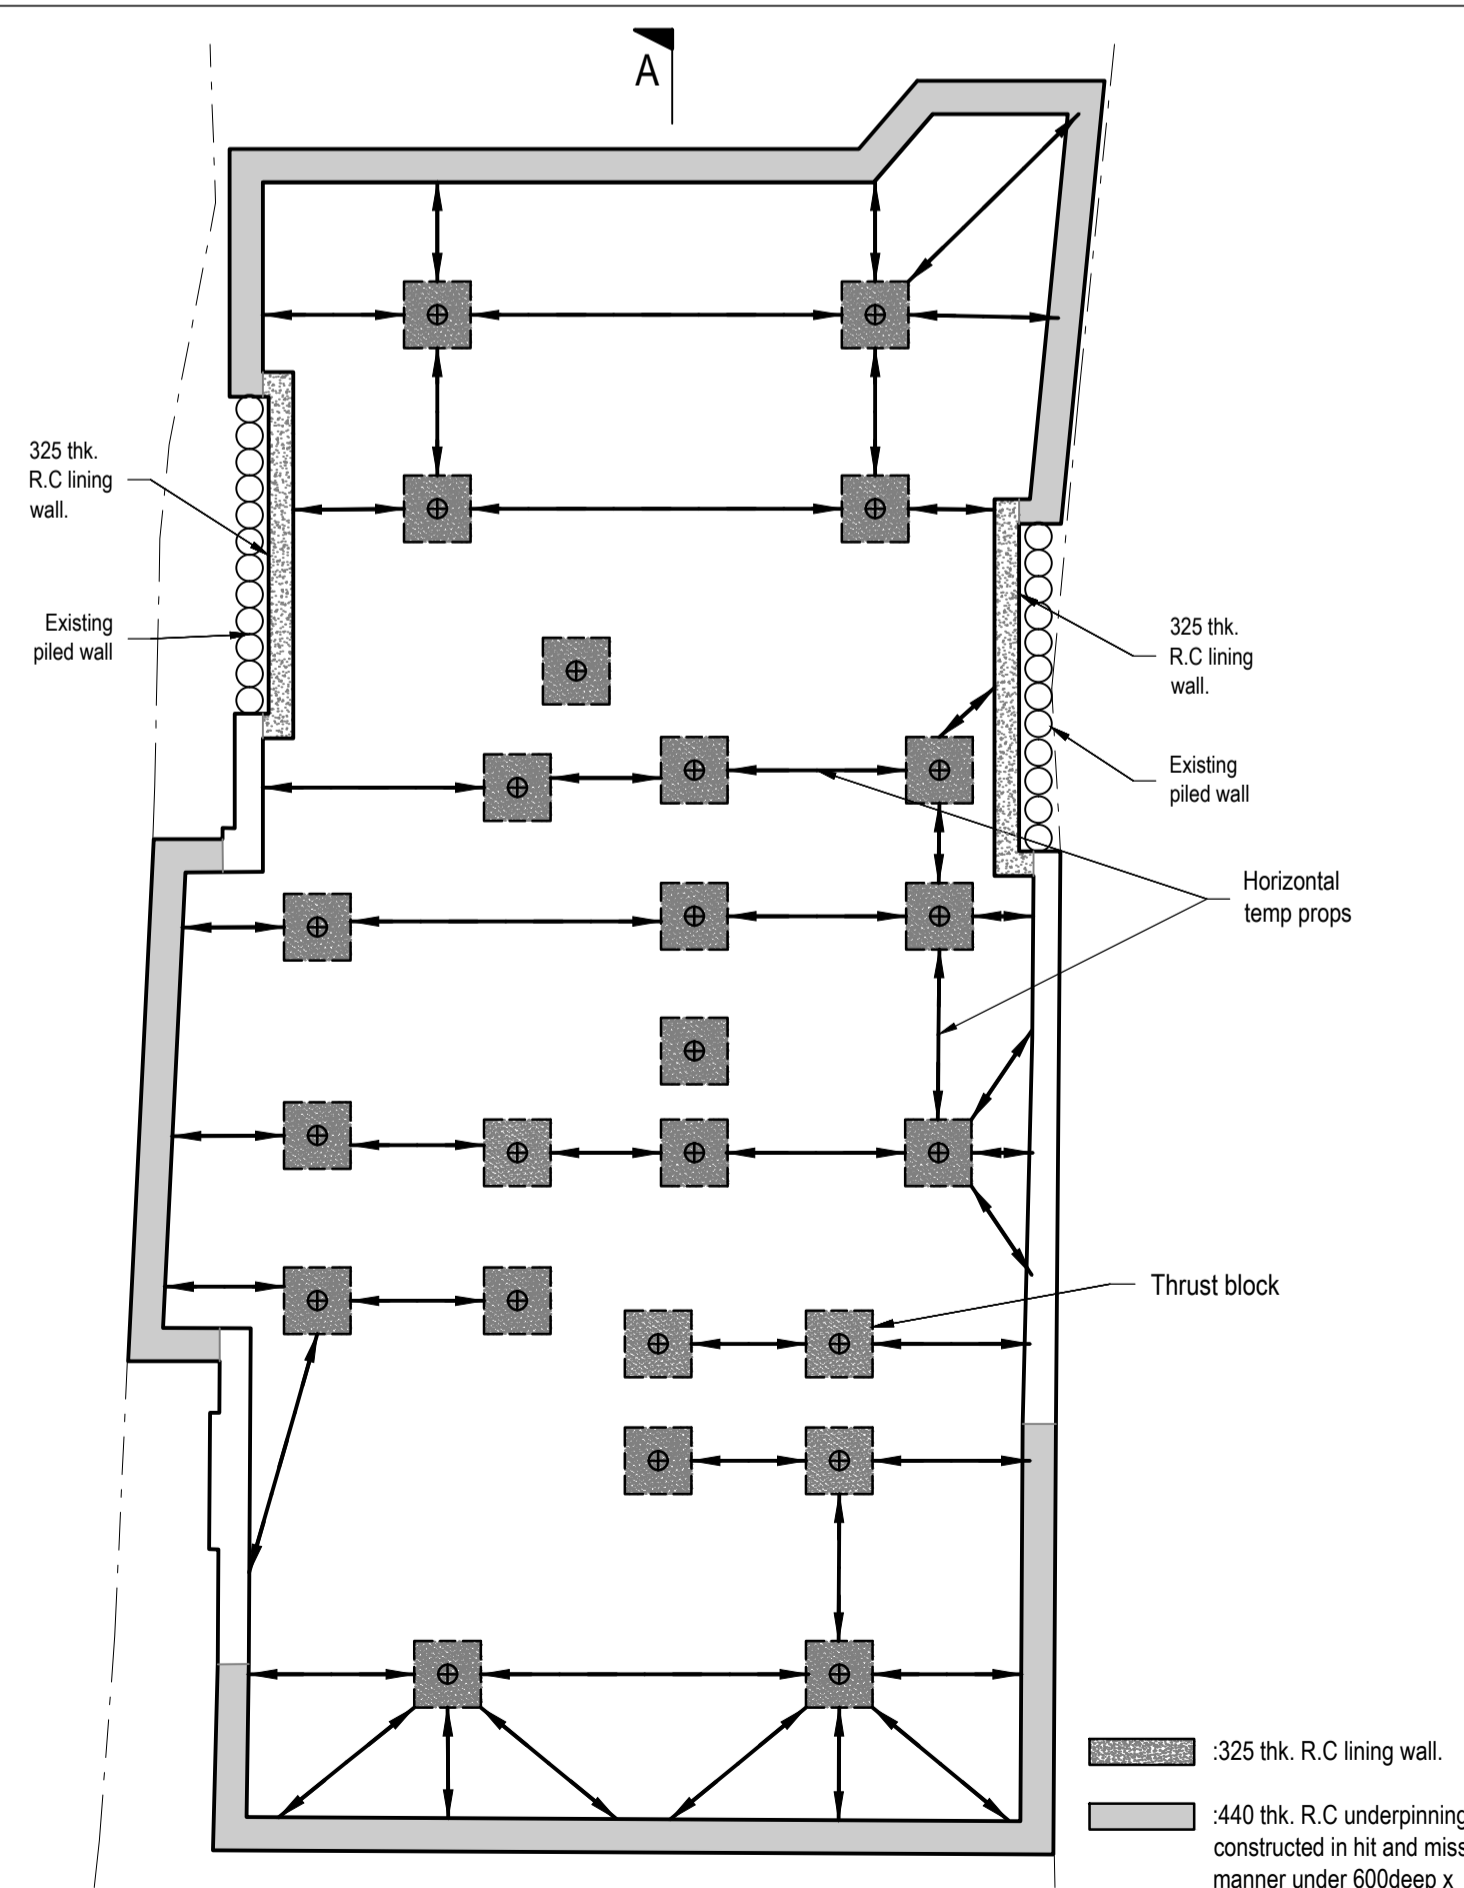 A
325 thk.
R.C lining
wall.
Existing
piled wall
325 thk.
R.C lining
wall.
Existing
piled wall
Horizontal
temp props
Thrust block
:325 thk. R.C lining wall.
:440 thk. R.C underpinning
constructed in hit and miss
manner under 600deep x